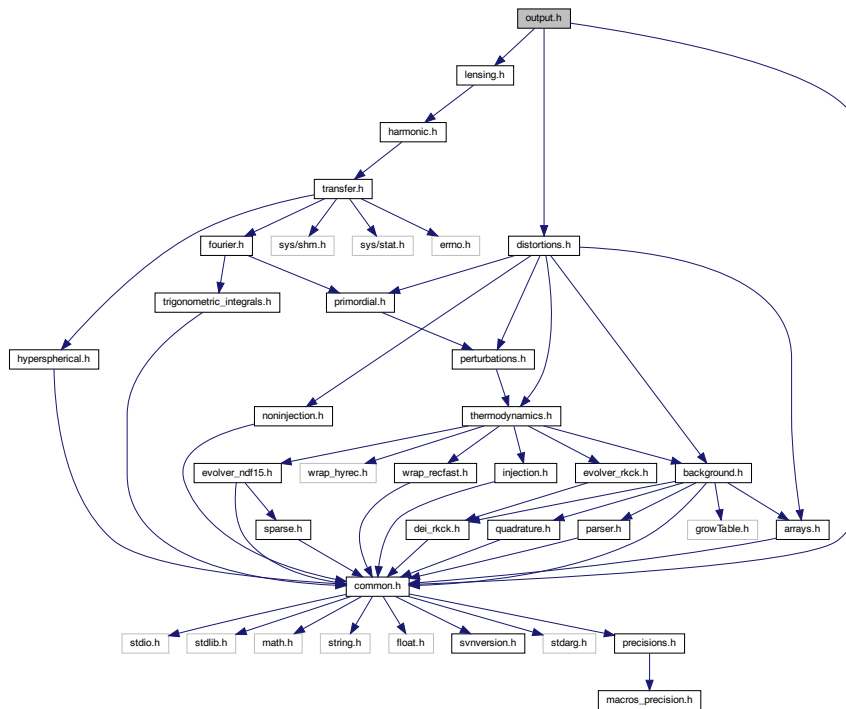 output.h
lensing.h
harmonic.h
transfer.h
fourier.h
sys/shm.h
sys/stat.h
errno.h
distortions.h
trigonometric_integrals.h
primordial.h
hyperspherical.h
perturbations.h
noninjection.h
thermodynamics.h
evolver_ndf15.h
wrap_hyrec.h
wrap_recfast.h
injection.h
evolver_rkck.h
background.h
sparse.h
dei_rkck.h
quadrature.h
parser.h
growTable.h
arrays.h
common.h
stdio.h
stdlib.h
math.h
string.h
float.h
svnversion.h
stdarg.h
precisions.h
macros_precision.h